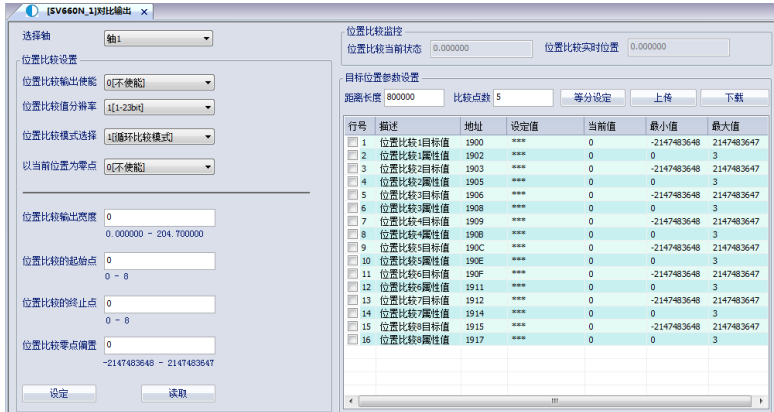 [SV660N_1]对比输出 x
选择轴 轴1
位置比较设置
位置比较输出使能 0[不使能]
位置比较值分辨率 1[1-23bit]
位置比较模式选择 1[循环比较模式]
以当前位置为零点 0[不使能]
位置比较输出宽度 0
0.000000 - 204.700000
位置比较的起始点 0
0 - 8
位置比较的终止点 0
0 - 8
位置比较零点偏置 0
-2147483648 - 2147483647
设定 读取
位置比较监控
位置比较当前状态 0.000000 位置比较实时位置 0.000000
目标位置参数设置
距离长度 800000 比较点数 5 等分设定 上传 下载
行号 描述 地址 设定值 当前值 最小值 最大值
1 位置比较1目标值 1900 *** 0 -2147483648 2147483647
2 位置比较1属性值 1902 *** 0 0 3
3 位置比较2目标值 1903 *** 0 -2147483648 2147483647
4 位置比较2属性值 1905 *** 0 0 3
5 位置比较3目标值 1906 *** 0 -2147483648 2147483647
6 位置比较3属性值 1908 *** 0 0 3
7 位置比较4目标值 1909 *** 0 -2147483648 2147483647
8 位置比较4属性值 190B *** 0 0 3
9 位置比较5目标值 190C *** 0 -2147483648 2147483647
10 位置比较5属性值 190E *** 0 0 3
11 位置比较6目标值 190F *** 0 -2147483648 2147483647
12 位置比较6属性值 1911 *** 0 0 3
13 位置比较7目标值 1912 *** 0 -2147483648 2147483647
14 位置比较7属性值 1914 *** 0 0 3
15 位置比较8目标值 1915 *** 0 -2147483648 2147483647
16 位置比较8属性值 1917 *** 0 0 3